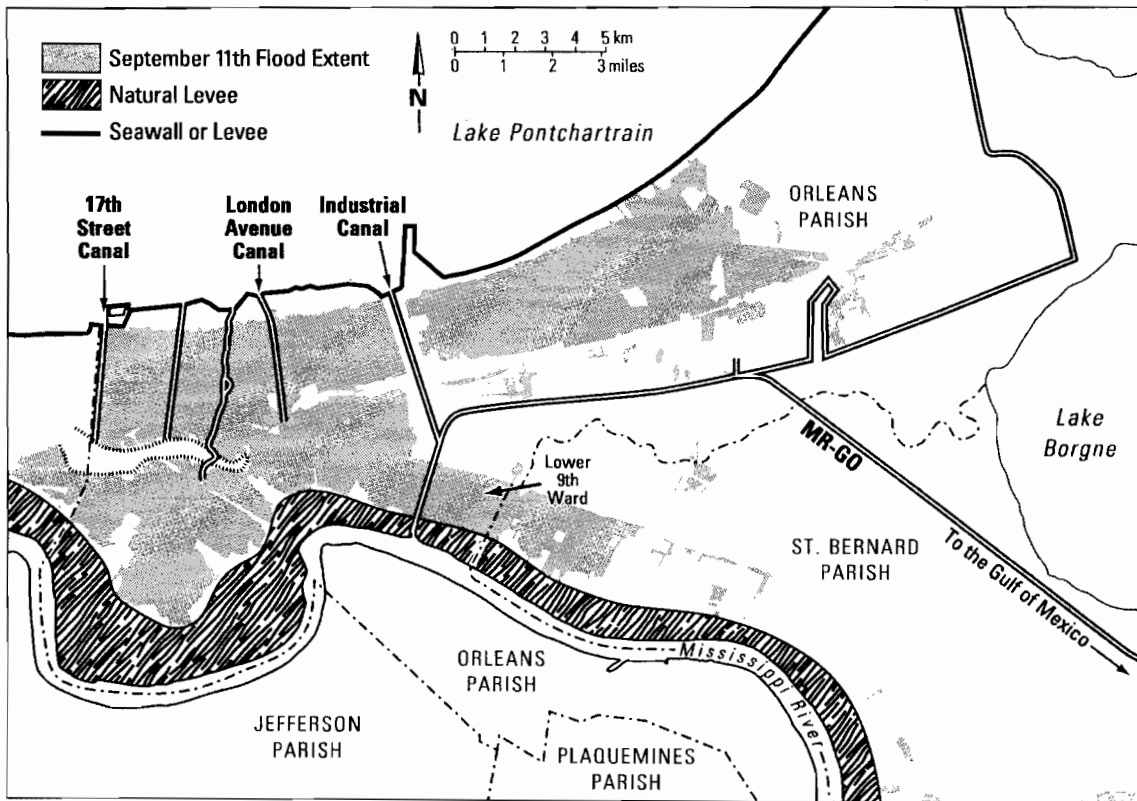 September 11th Flood Extent
Natural Levee
Seawall or Levee
0 1 2 3 4 5 km
0 1 2 3 miles
N
Lake Pontchartrain
17th
Street
Canal
London
Avenue
Canal
Industrial
Canal
ORLEANS
PARISH
Lake
Borgne
MR-GO
Lower
9th
Ward
ST. BERNARD
PARISH
To the Gulf of Mexico
Mississippi River
ORLEANS
PARISH
JEFFERSON
PARISH
PLAQUEMINES
PARISH